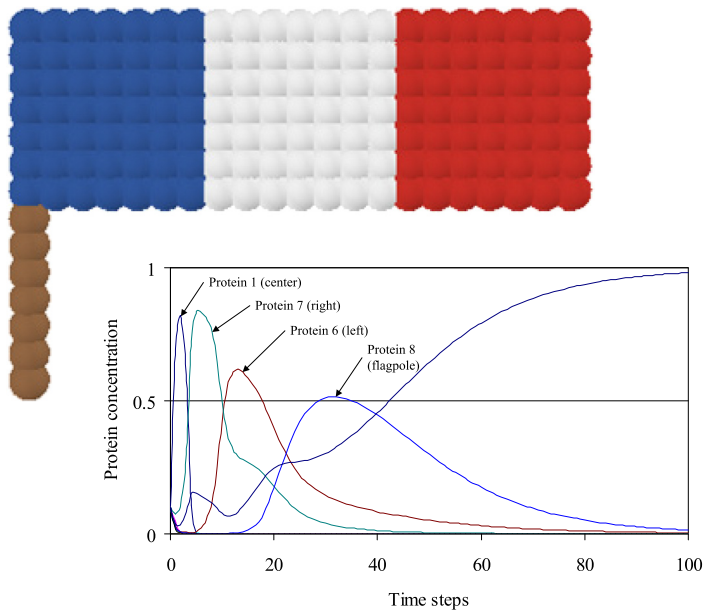 1
Protein 1 (center)
Protein 7 (right)
Protein 6 (left)
Protein 8
(flagpole)
Protein concentration
0.5
0
0 20 40 60 80 100
Time steps